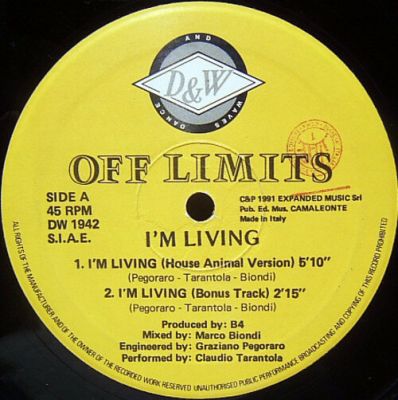 DANCE AND WAVES
D&W
OFF LIMITS
SIDE A
45 RPM
DW 1942
S.I.A.E.
C&P 1991 EXPANDED MUSIC Srl
Pub. Ed. Mus. CAMALEONTE
Made in Italy
I'M LIVING
1. I'M LIVING (House Animal Version) 5'10"
(Pegoraro - Tarantola - Biondi)
2. I'M LIVING (Bonus Track) 2'15"
(Pegoraro - Tarantola - Biondi)
Produced by: B4
Mixed by: Marco Biondi
Engineered by: Graziano Pegoraro
Performed by: Claudio Tarantola
ALL RIGHTS OF THE MANUFACTURER AND OF THE OWNER OF THE RECORDED WORK RESERVED UNAUTHORISED PUBLIC PERFORMANCE BROADCASTING AND COPYING OF THIS RECORD PROHIBITED